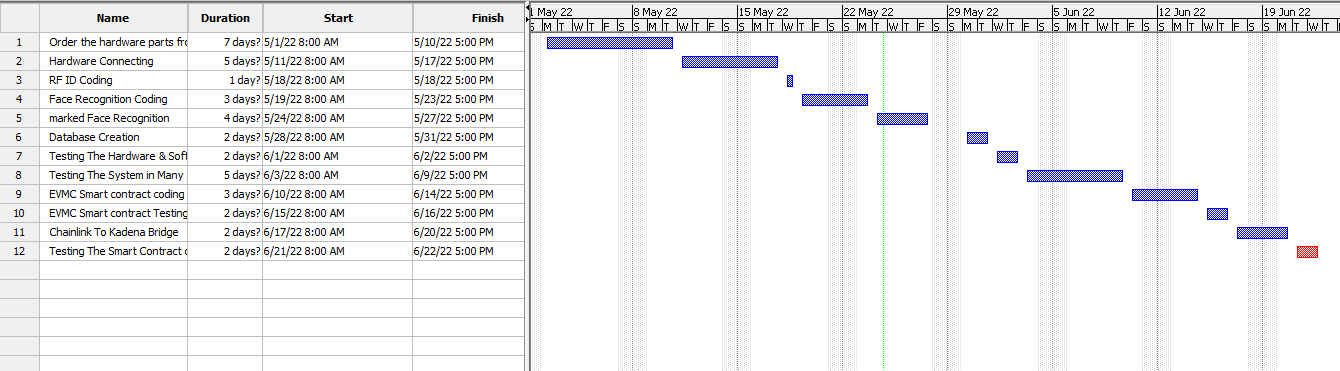 Name Duration Start Finish
1 Order the hardware parts fro 7 days? 5/1/22 8:00 AM 5/10/22 5:00 PM
2 Hardware Connecting 5 days? 5/11/22 8:00 AM 5/17/22 5:00 PM
3 RF ID Coding 1 day? 5/18/22 8:00 AM 5/18/22 5:00 PM
4 Face Recognition Coding 3 days? 5/19/22 8:00 AM 5/23/22 5:00 PM
5 marked Face Recognition 4 days? 5/24/22 8:00 AM 5/27/22 5:00 PM
6 Database Creation 2 days? 5/28/22 8:00 AM 5/31/22 5:00 PM
7 Testing The Hardware & Soft 2 days? 6/1/22 8:00 AM 6/2/22 5:00 PM
8 Testing The System in Many 5 days? 6/3/22 8:00 AM 6/9/22 5:00 PM
9 EVMC Smart contract coding 3 days? 6/10/22 8:00 AM 6/14/22 5:00 PM
10 EVMC Smart contract Testing 2 days? 6/15/22 8:00 AM 6/16/22 5:00 PM
11 Chainlink To Kadena Bridge 2 days? 6/17/22 8:00 AM 6/20/22 5:00 PM
12 Testing The Smart Contract c 2 days? 6/21/22 8:00 AM 6/22/22 5:00 PM
1 May 22 8 May 22 15 May 22 22 May 22 29 May 22 5 Jun 22 12 Jun 22 19 Jun 22
S M T W T F S S M T W T F S S M T W T F S S M T W T F S S M T W T F S S M T W T F S S M T W T F S S M T W T